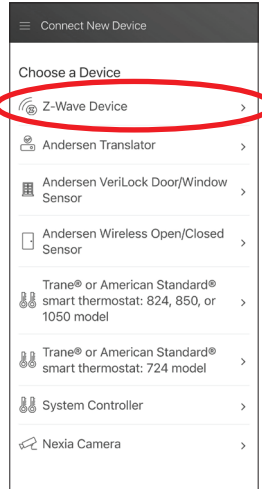 Connect New Device
Choose a Device
Z-Wave Device
Andersen Translator
Andersen VeriLock Door/Window
Sensor
Andersen Wireless Open/Closed
Sensor
Trane® or American Standard®
smart thermostat: 824, 850, or
1050 model
Trane® or American Standard®
smart thermostat: 724 model
System Controller
Nexia Camera